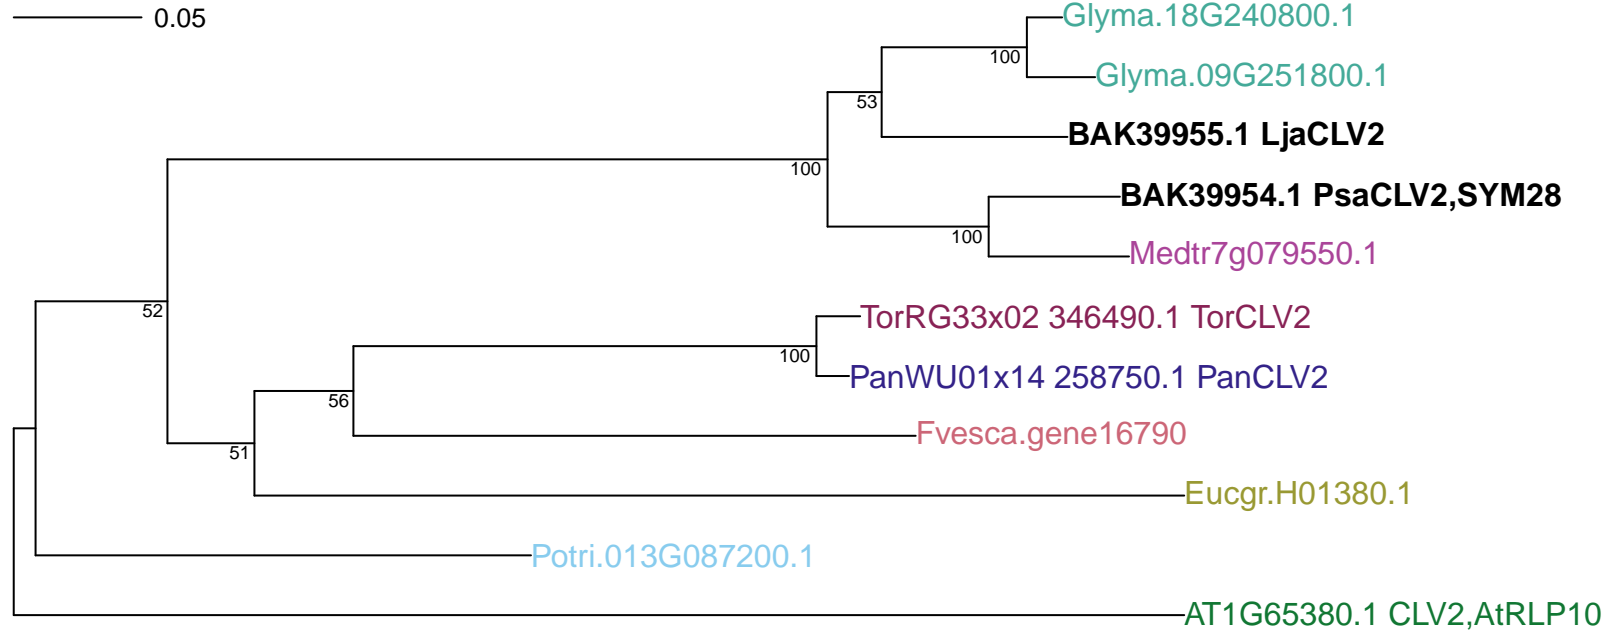 0.05
Glyma.18G240800.1
100
Glyma.09G251800.1
53
BAK39955.1 LjaCLV2
100
BAK39954.1 PsaCLV2,SYM28
100
Medtr7g079550.1
52
TorRG33x02 346490.1 TorCLV2
100
PanWU01x14 258750.1 PanCLV2
56
Fvesca.gene16790
51
Eucgr.H01380.1
Potri.013G087200.1
AT1G65380.1 CLV2,AtRLP10